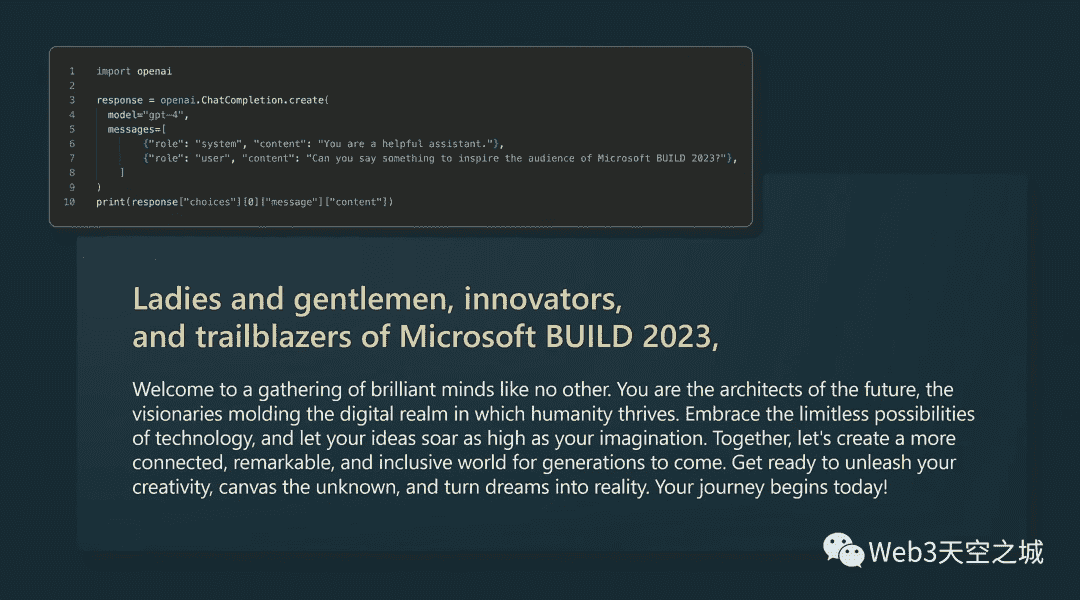 1 import openai
2
3 response = openai.ChatCompletion.create(
4 model="gpt-4",
5 messages=[
6 {"role": "system", "content": "You are a helpful assistant."},
7 {"role": "user", "content": "Can you say something to inspire the audience of Microsoft BUILD 2023?"},
8 ]
9 )
10 print(response["choices"][0]["message"]["content"])
Ladies and gentlemen, innovators,
and trailblazers of Microsoft BUILD 2023,
Welcome to a gathering of brilliant minds like no other. You are the architects of the future, the
visionaries molding the digital realm in which humanity thrives. Embrace the limitless possibilities
of technology, and let your ideas soar as high as your imagination. Together, let's create a more
connected, remarkable, and inclusive world for generations to come. Get ready to unleash your
creativity, canvas the unknown, and turn dreams into reality. Your journey begins today!
Web3天空之城